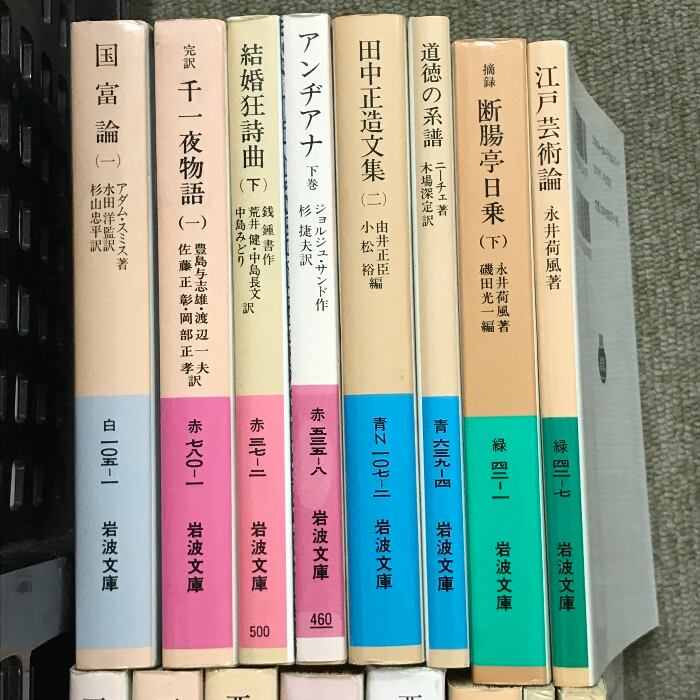 国富論(一)
アダム・スミス著
水田洋監訳
杉山忠平訳
白一〇五-一
岩波文庫
完訳
千一夜物語(一)
豊島与志雄・渡辺一夫
佐藤正彰・岡部正孝訳
赤七八〇-一
岩波文庫
結婚狂詩曲(下)
銭鍾書作
荒井健・中島長文
中島みどり訳
赤三七-二
岩波文庫
500
アンヂアナ
下巻
ジョルジュ・サンド作
杉捷夫訳
赤五三五-八
岩波文庫
460
田中正造文集(二)
由井正臣
小松裕編
青N一〇七-二
岩波文庫
道徳の系譜
ニーチェ著
木場深定訳
青六三九-四
岩波文庫
摘録
断腸亭日乗(下)
永井荷風著
磯田光一編
緑四二-一
岩波文庫
江戸芸術論
永井荷風著
緑四二-七
岩波文庫